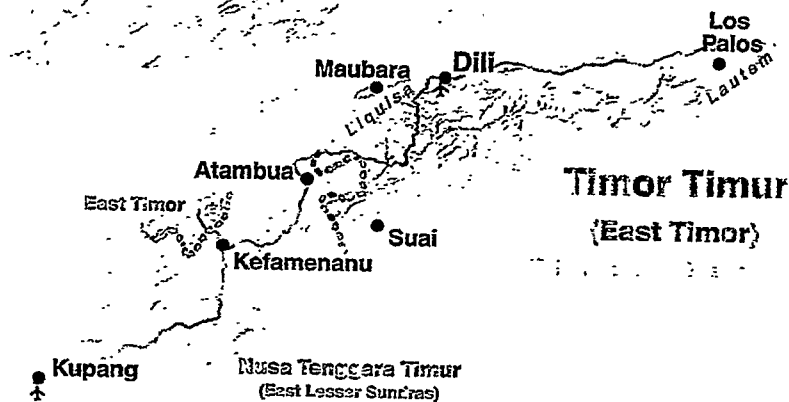 Los
Palos
Dili
Maubara
Lautem
Liquisa
Atambua
Timor Timur
(East Timor)
East Timor
Suai
Kefamenanu
Kupang
Nusa Tenggara Timur
(East Lesser Sundras)